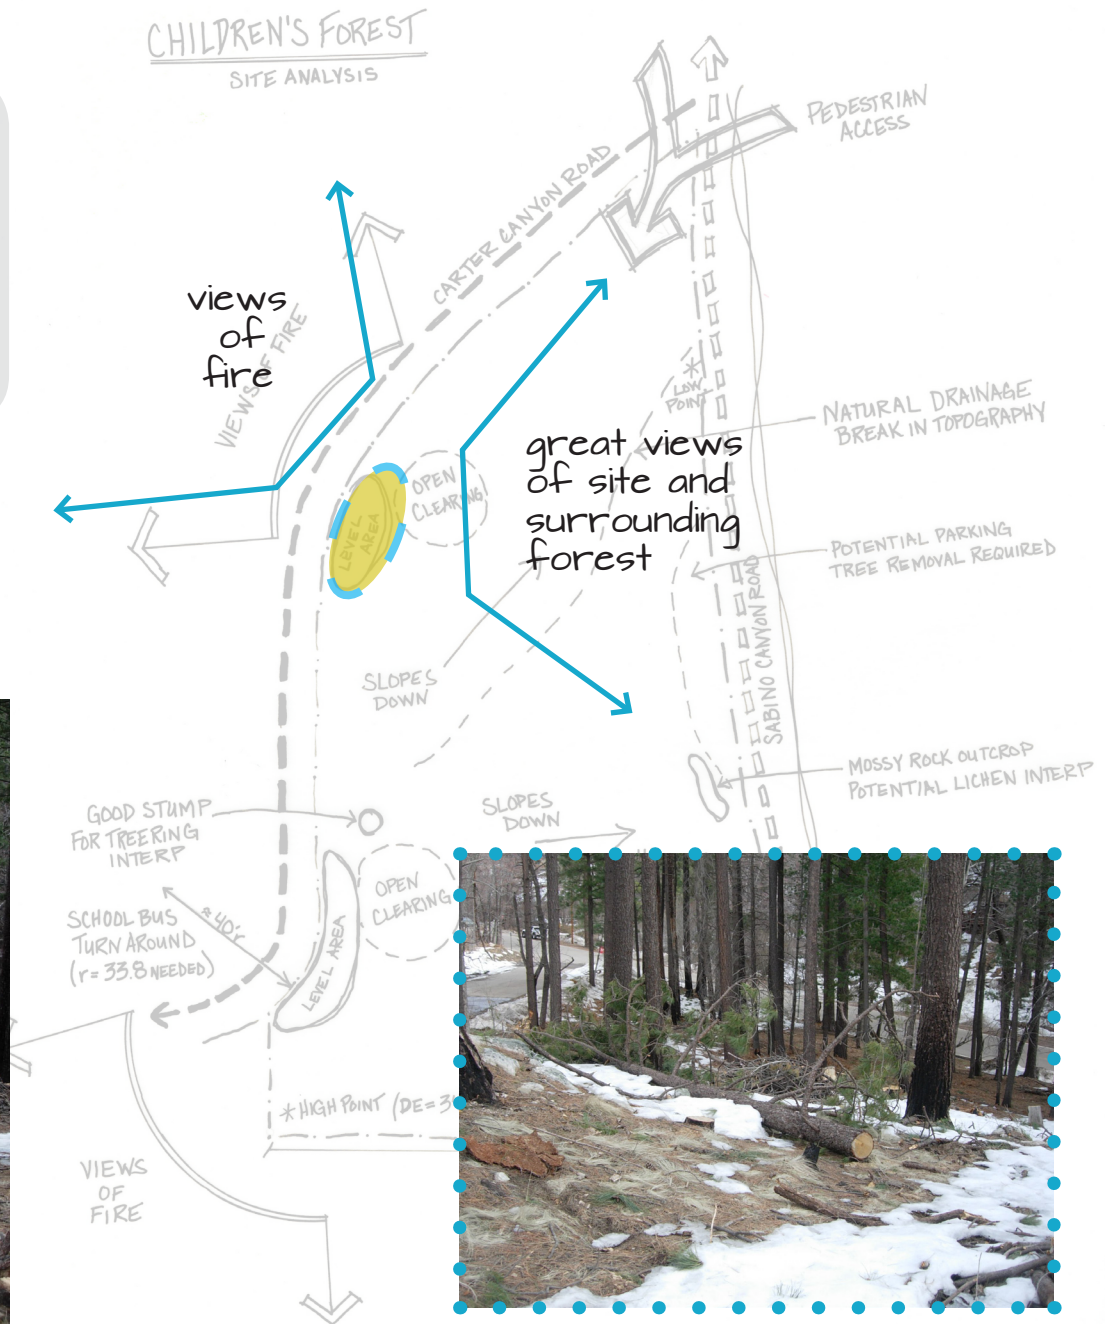 CHILDREN'S FOREST
SITE ANALYSIS
PEDESTRIAN
ACCESS
CARTER CANYON ROAD
views
of
fire
VIEWS OF FIRE
LOW
POINT
NATURAL DRAINAGE
BREAK IN TOPOGRAPHY
great views
of site and
surrounding
forest
OPEN
CLEARING
LEVEL
AREA
POTENTIAL PARKING
TREE REMOVAL REQUIRED
SABINO CANYON ROAD
SLOPES
DOWN
MOSSY ROCK OUTCROP
POTENTIAL LICHEN INTERP
GOOD STUMP
FOR TREERING
INTERP
SLOPES
DOWN
OPEN
CLEARING
SCHOOL BUS
TURN AROUND
(r=33.8 NEEDED)
LEVEL AREA
*HIGH POINT (DE=3
VIEWS
OF
FIRE